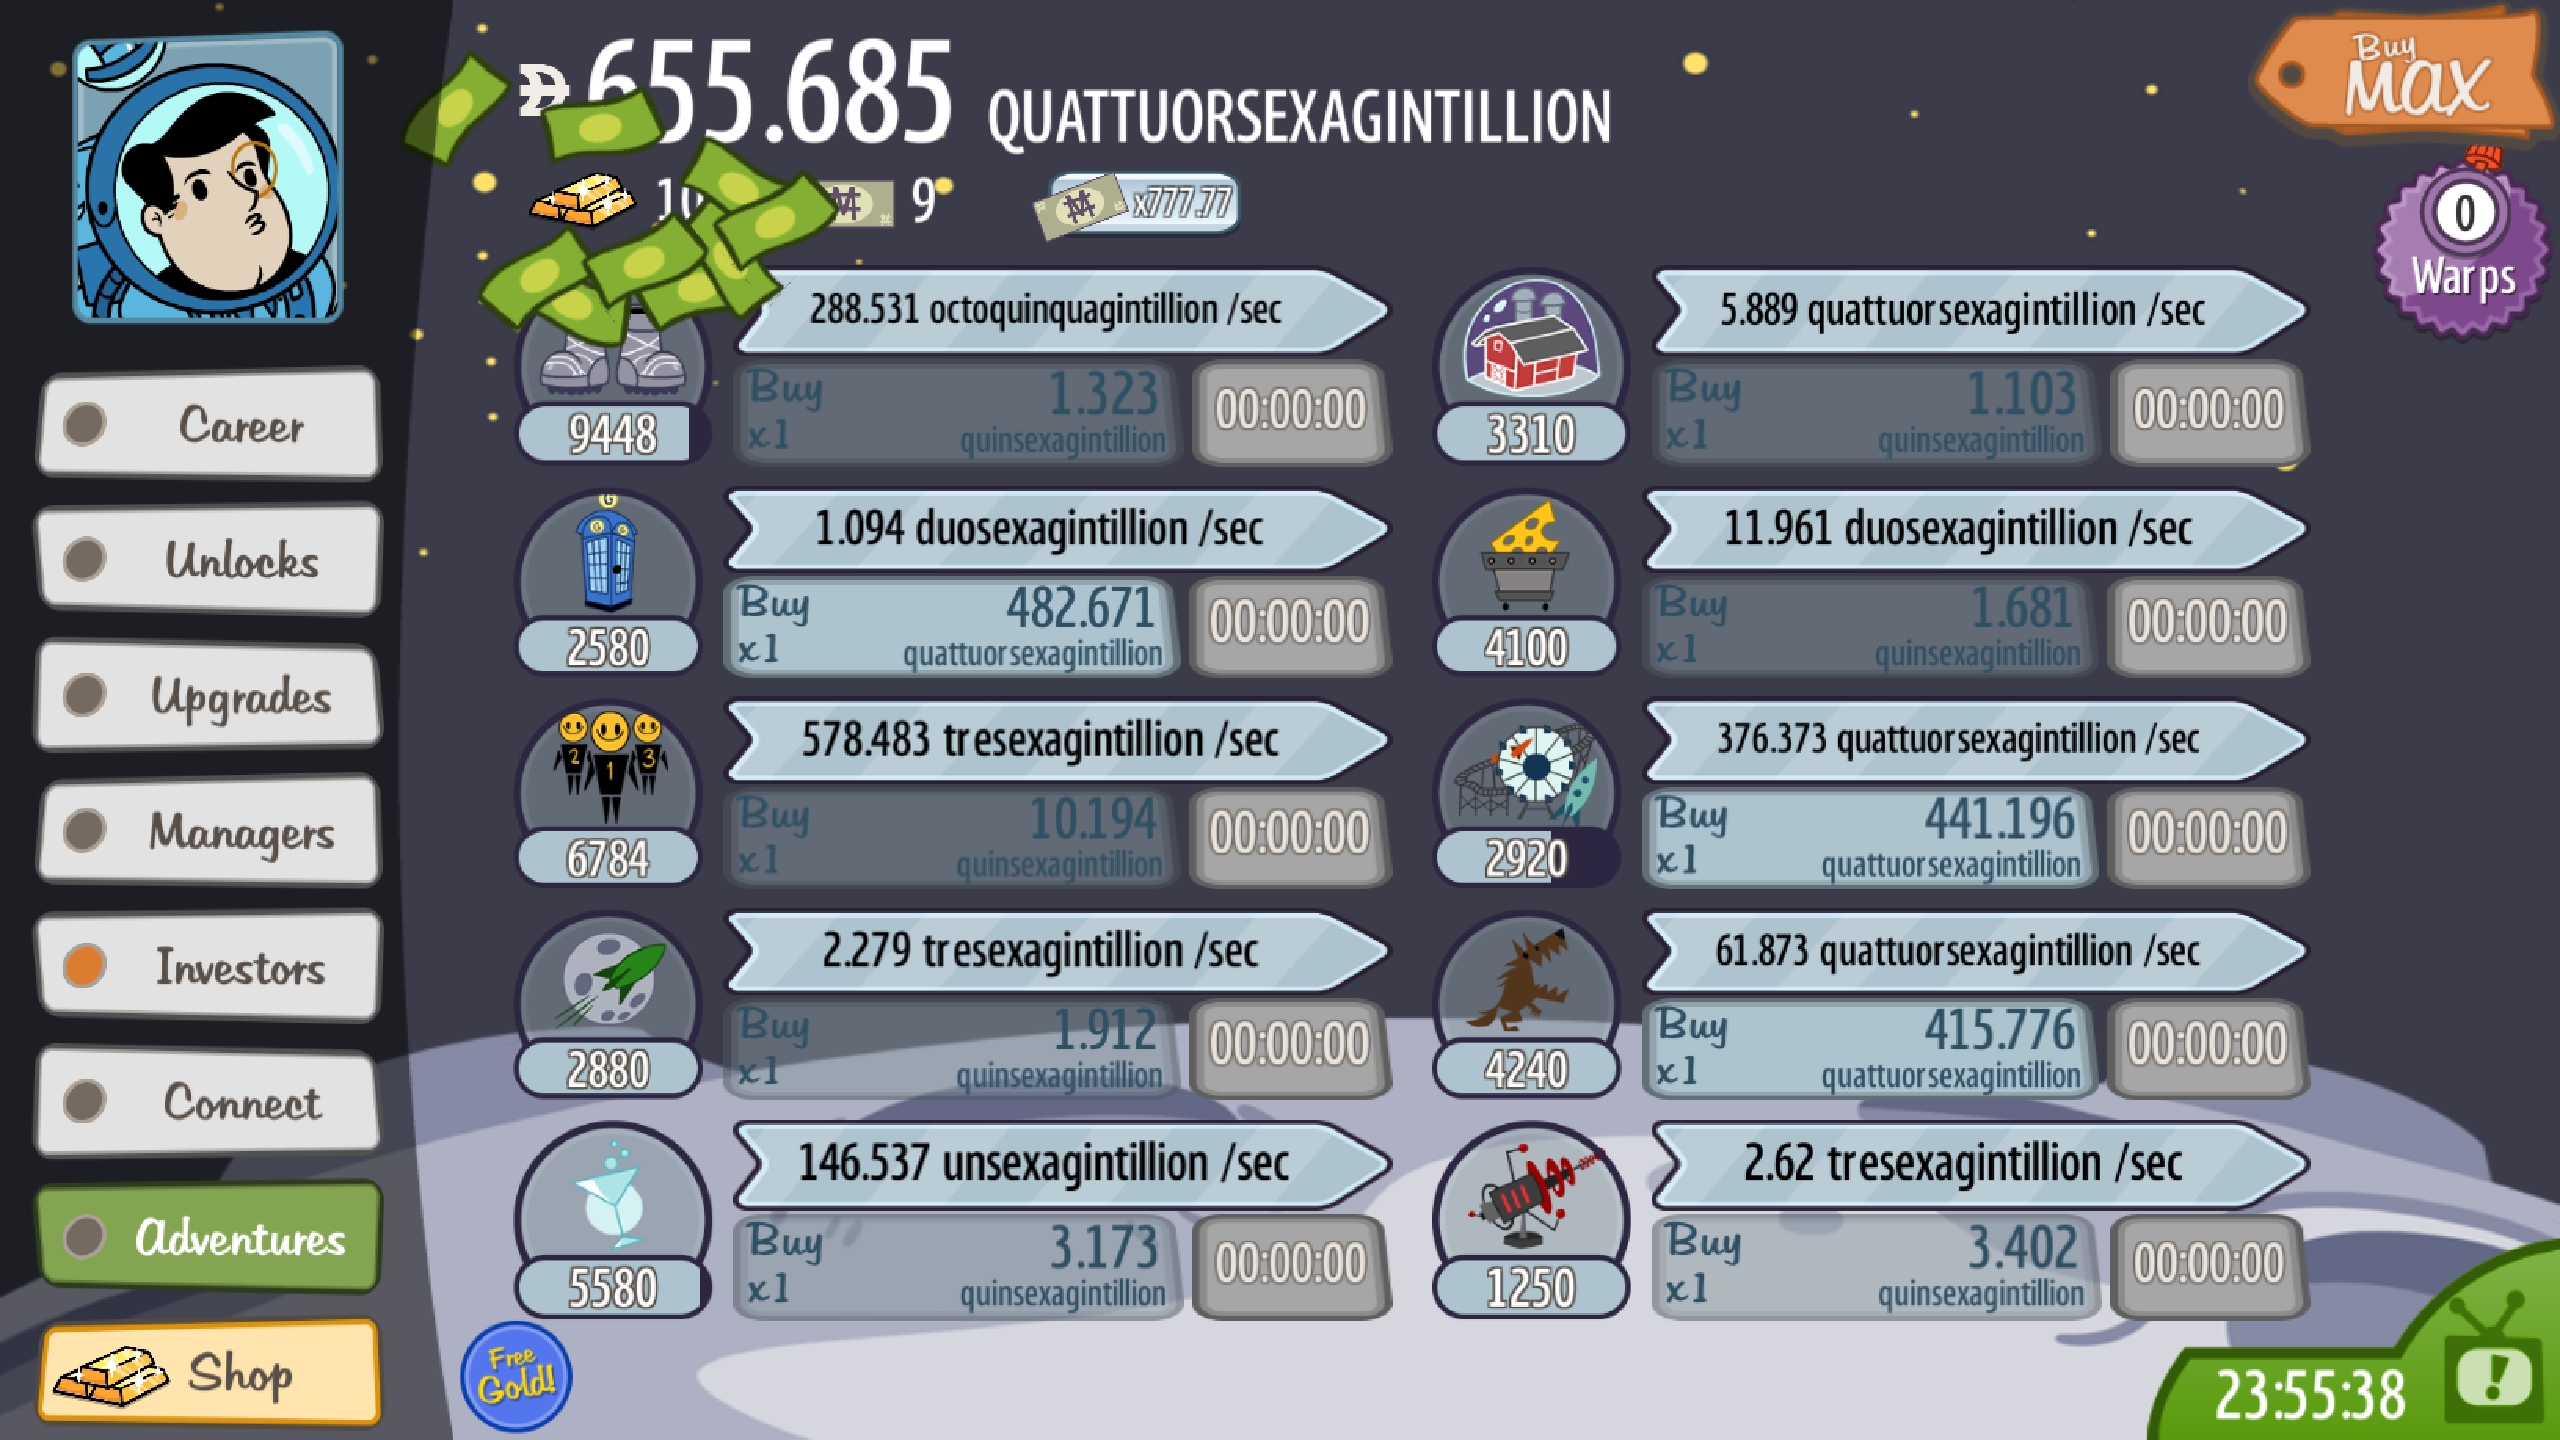 655.685 QUATTUORSEXAGINTILLION
Buy
MAX
9
x777.77
0
Warps
Career
Unlocks
Upgrades
Managers
Investors
Connect
Adventures
Shop
288.531 octoquinquagintillion /sec
Buy 1.323
x1 quinsexagintillion
00:00:00
9448
5.889 quattuorsexagintillion /sec
Buy 1.103
x1 quinsexagintillion
00:00:00
3310
1.094 duosexagintillion /sec
Buy 482.671
x1 quattuorsexagintillion
00:00:00
2580
11.961 duosexagintillion /sec
Buy 1.681
x1 quinsexagintillion
00:00:00
4100
2 1 3
578.483 tresexagintillion /sec
Buy 10.194
x1 quinsexagintillion
00:00:00
6784
376.373 quattuorsexagintillion /sec
Buy 441.196
x1 quattuorsexagintillion
00:00:00
2920
2.279 tresexagintillion /sec
Buy 1.912
x1 quinsexagintillion
00:00:00
2880
61.873 quattuorsexagintillion /sec
Buy 415.776
x1 quattuorsexagintillion
00:00:00
4240
146.537 unsexagintillion /sec
Buy 3.173
x1 quinsexagintillion
00:00:00
5580
2.62 tresexagintillion /sec
Buy 3.402
x1 quinsexagintillion
00:00:00
1250
Free
Gold!
23:55:38
!